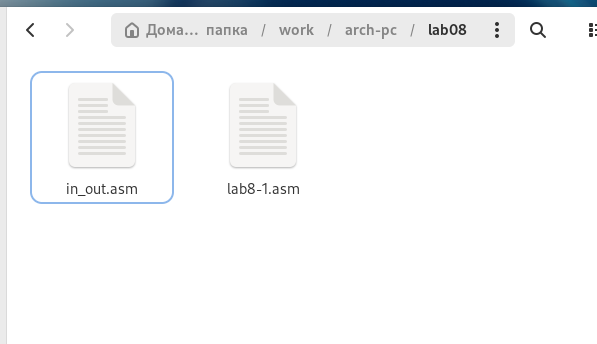 Дома… папка / work / arch-pc / lab08
in_out.asm lab8-1.asm